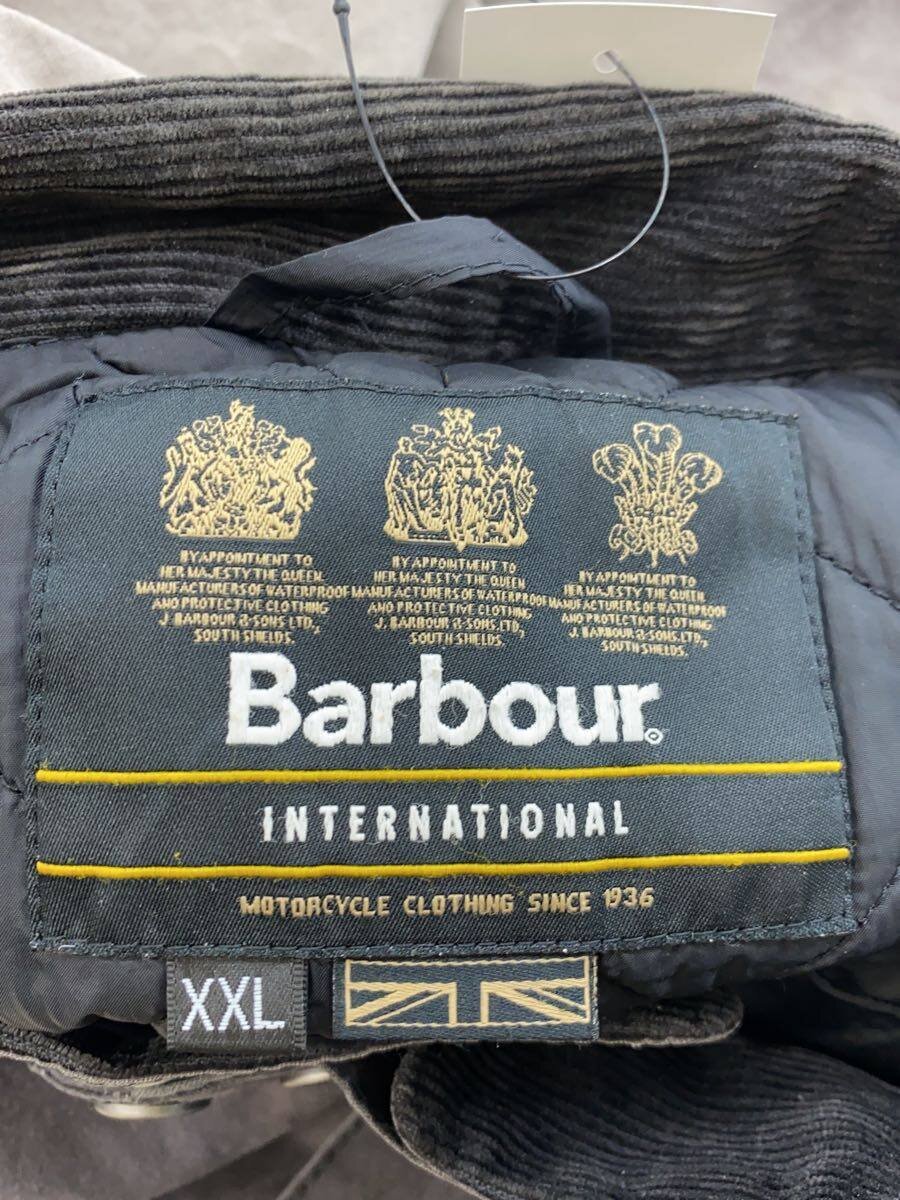 BY APPOINTMENT TO
HER MAJESTY THE QUEEN
MANUFACTURERS OF WATERPROOF
AND PROTECTIVE CLOTHING
J. BARBOUR & SONS LTD,
SOUTH SHIELDS.
BY APPOINTMENT TO
HER MAJESTY THE QUEEN
MANUFACTURERS OF WATERPROOF
AND PROTECTIVE CLOTHING
J. BARBOUR & SONS LTD,
SOUTH SHIELDS.
BY APPOINTMENT TO
HER MAJESTY THE QUEEN
MANUFACTURERS OF WATERPROOF
AND PROTECTIVE CLOTHING
J. BARBOUR & SONS LTD,
SOUTH SHIELDS.
Barbour®
INTERNATIONAL
MOTORCYCLE CLOTHING SINCE 1936
XXL